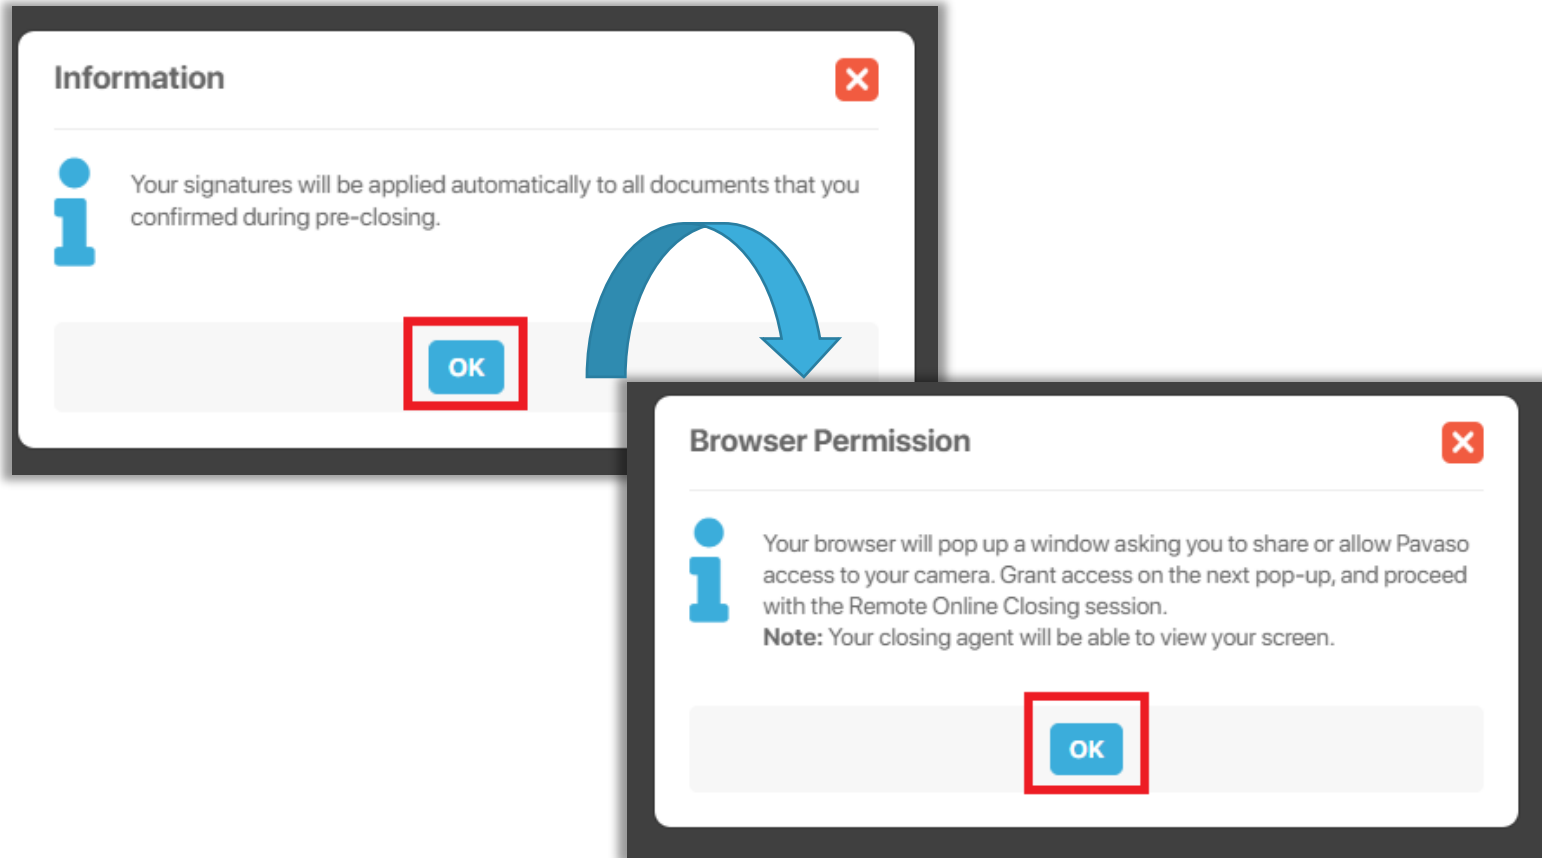 Information
Your signatures will be applied automatically to all documents that you
confirmed during pre-closing.
OK
Browser Permission
Your browser will pop up a window asking you to share or allow Pavaso
access to your camera. Grant access on the next pop-up, and proceed
with the Remote Online Closing session.
Note: Your closing agent will be able to view your screen.
OK